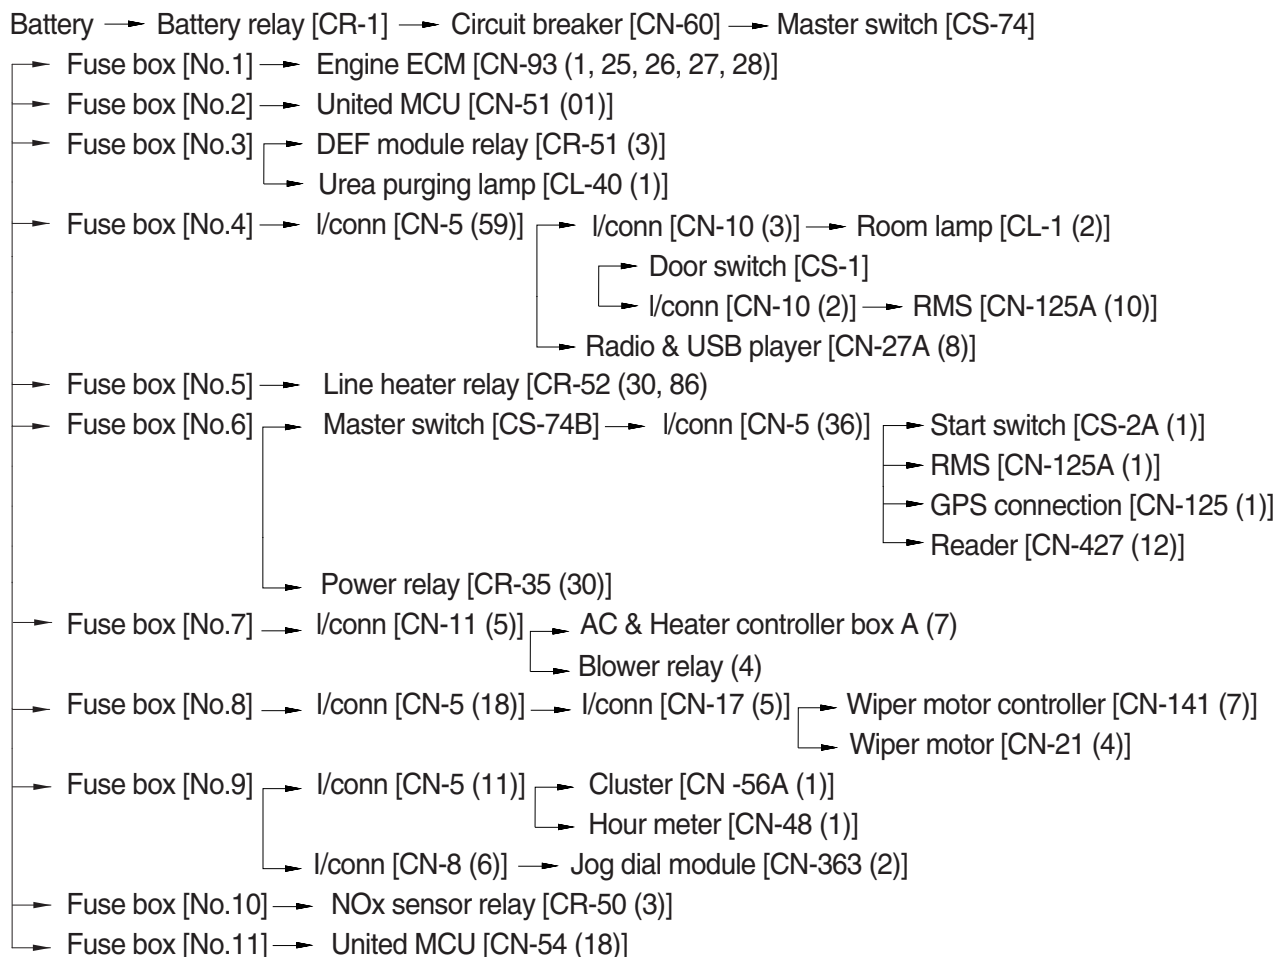 Battery → Battery relay [CR-1] → Circuit breaker [CN-60] → Master switch [CS-74]
Fuse box [No.1] → Engine ECM [CN-93 (1, 25, 26, 27, 28)]
Fuse box [No.2] → United MCU [CN-51 (01)]
Fuse box [No.3] → DEF module relay [CR-51 (3)]
→ Urea purging lamp [CL-40 (1)]
Fuse box [No.4] → I/conn [CN-5 (59)] → I/conn [CN-10 (3)] → Room lamp [CL-1 (2)]
→ Door switch [CS-1]
→ I/conn [CN-10 (2)] → RMS [CN-125A (10)]
→ Radio & USB player [CN-27A (8)]
Fuse box [No.5] → Line heater relay [CR-52 (30, 86)
Fuse box [No.6] → Master switch [CS-74B] → I/conn [CN-5 (36)] → Start switch [CS-2A (1)]
→ RMS [CN-125A (1)]
→ GPS connection [CN-125 (1)]
→ Reader [CN-427 (12)]
→ Power relay [CR-35 (30)]
Fuse box [No.7] → I/conn [CN-11 (5)] → AC & Heater controller box A (7)
→ Blower relay (4)
Fuse box [No.8] → I/conn [CN-5 (18)] → I/conn [CN-17 (5)] → Wiper motor controller [CN-141 (7)]
→ Wiper motor [CN-21 (4)]
Fuse box [No.9] → I/conn [CN-5 (11)] → Cluster [CN -56A (1)]
→ Hour meter [CN-48 (1)]
→ I/conn [CN-8 (6)] → Jog dial module [CN-363 (2)]
Fuse box [No.10] → NOx sensor relay [CR-50 (3)]
Fuse box [No.11] → United MCU [CN-54 (18)]